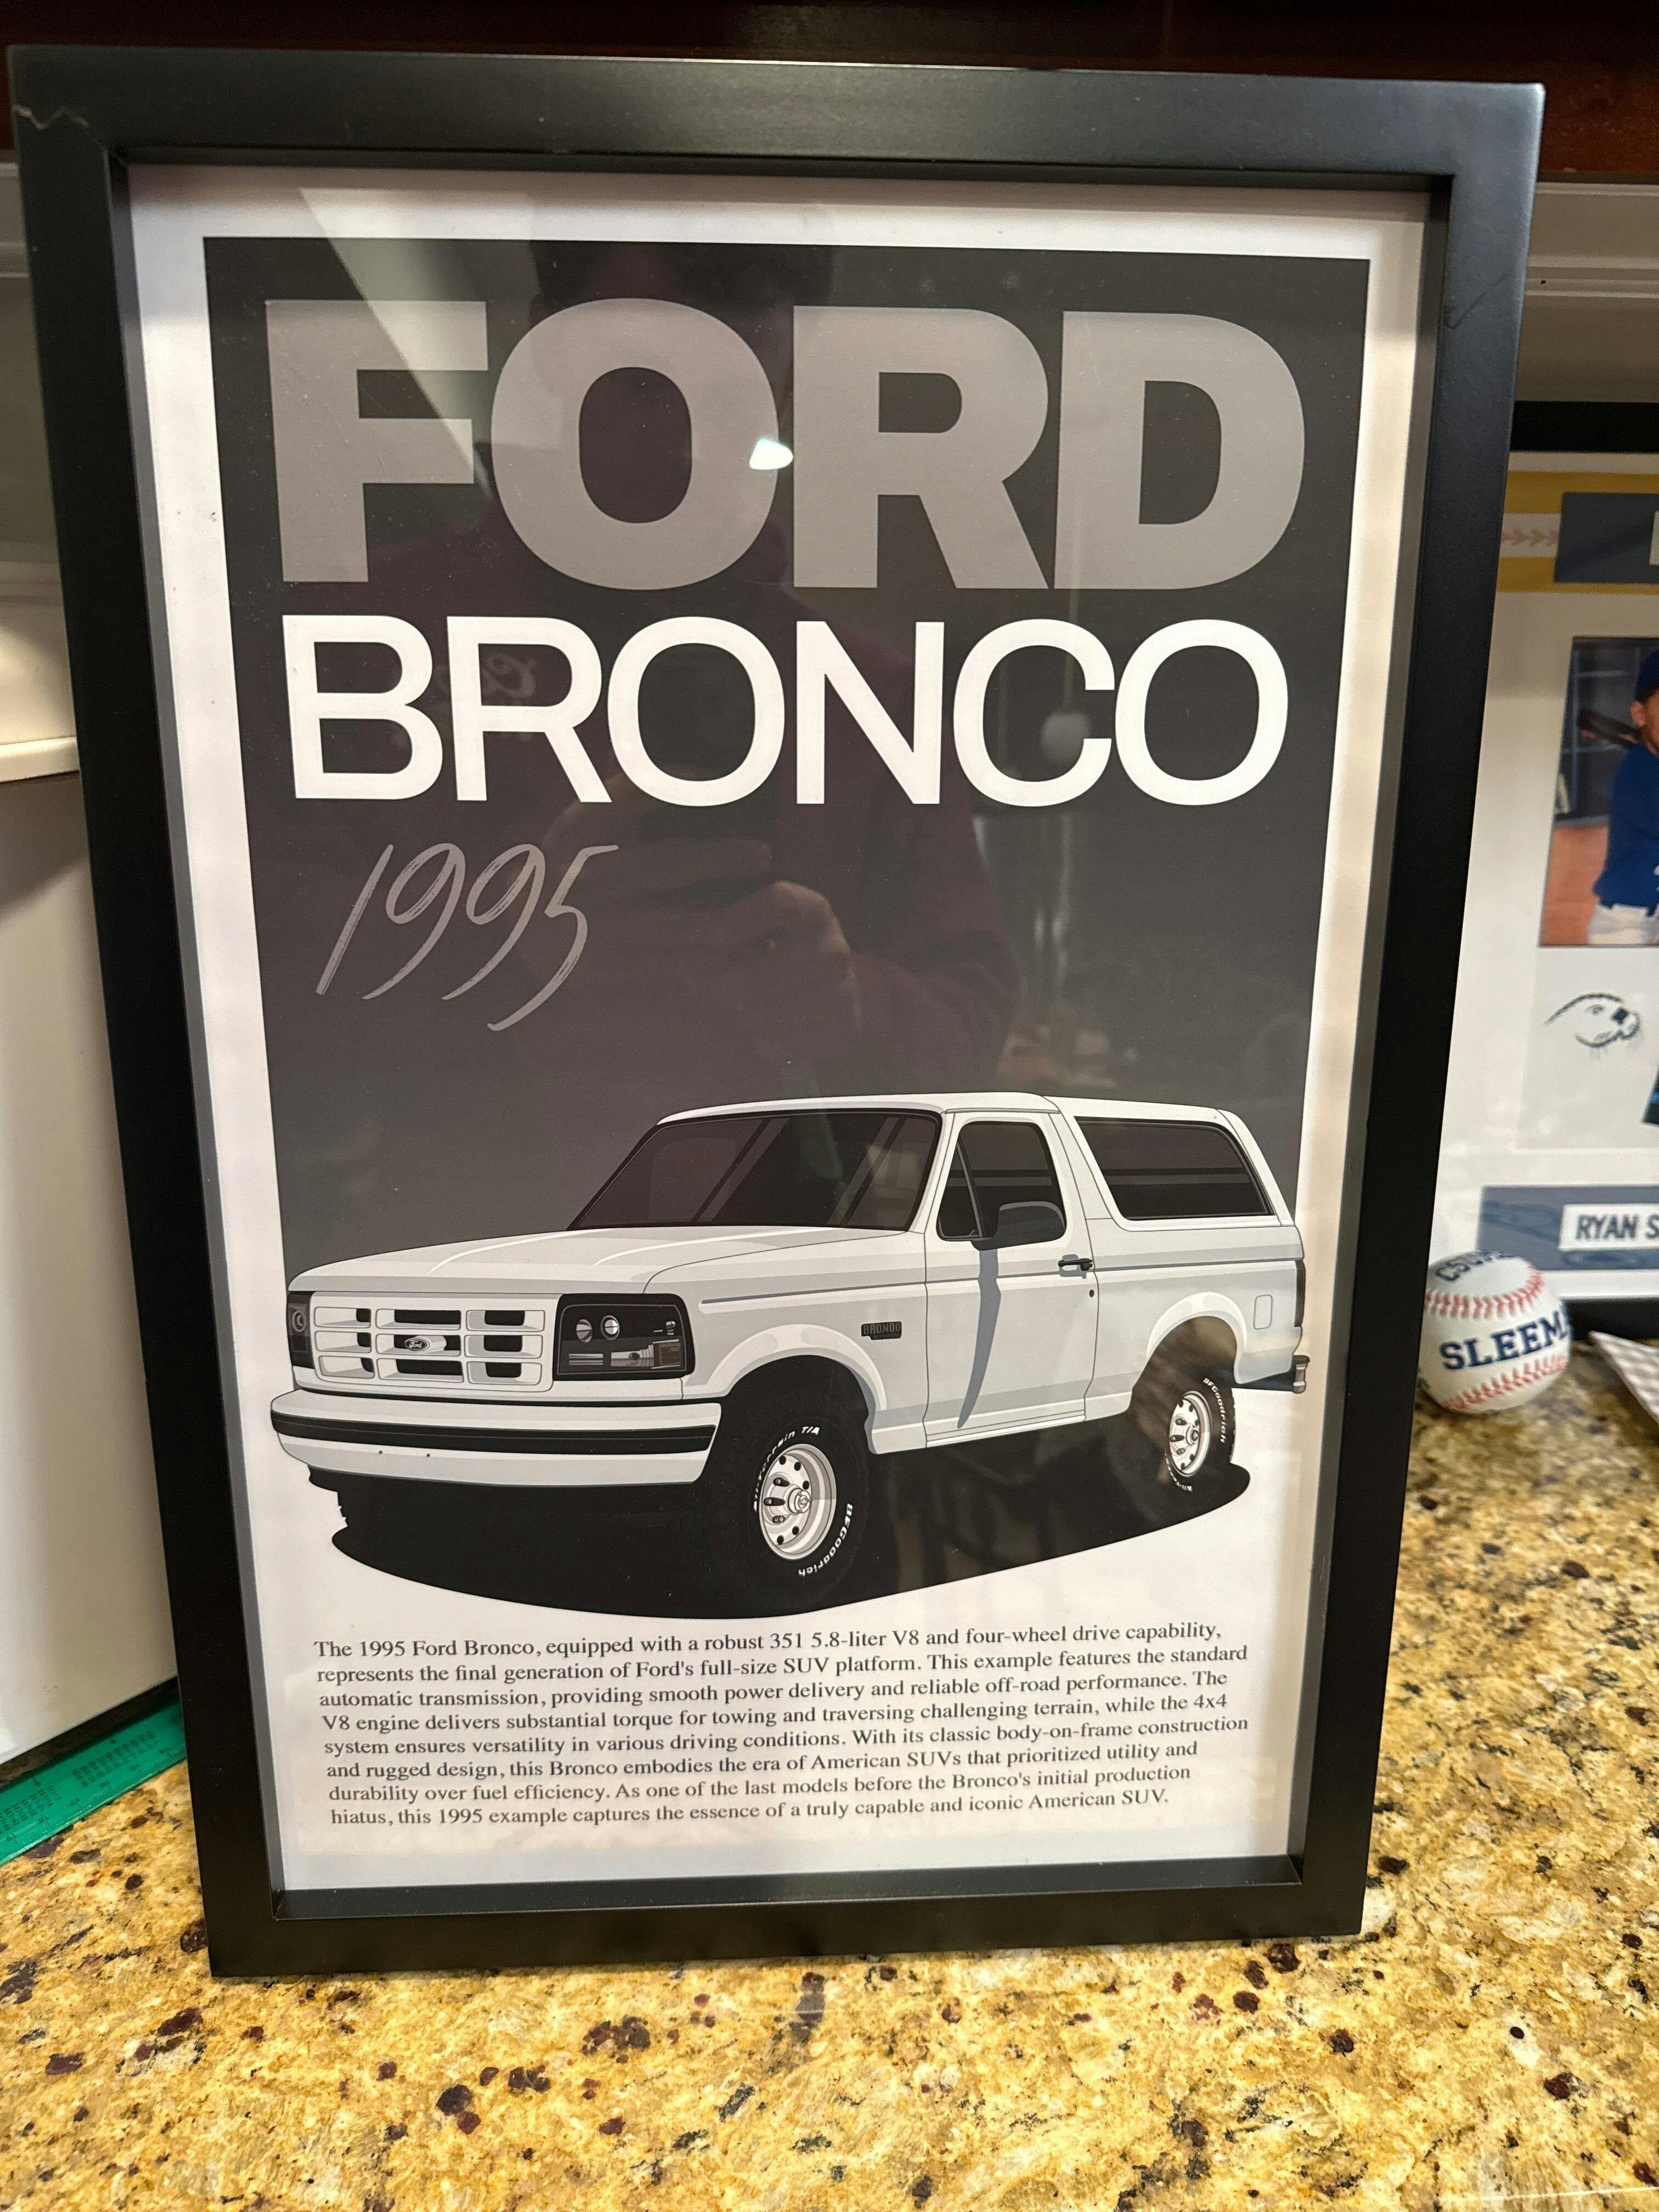 FORD
BRONCO
1995
Ford
BRONCO
BFGoodrich
T/A
BFGoodrich
The 1995 Ford Bronco, equipped with a robust 351 5.8-liter V8 and four-wheel drive capability,
represents the final generation of Ford's full-size SUV platform. This example features the standard
automatic transmission, providing smooth power delivery and reliable off-road performance. The
V8 engine delivers substantial torque for towing and traversing challenging terrain, while the 4x4
system ensures versatility in various driving conditions. With its classic body-on-frame construction
and rugged design, this Bronco embodies the era of American SUVs that prioritized utility and
durability over fuel efficiency. As one of the last models before the Bronco's initial production
hiatus, this 1995 example captures the essence of a truly capable and iconic American SUV.
RYAN S
SLEEMA